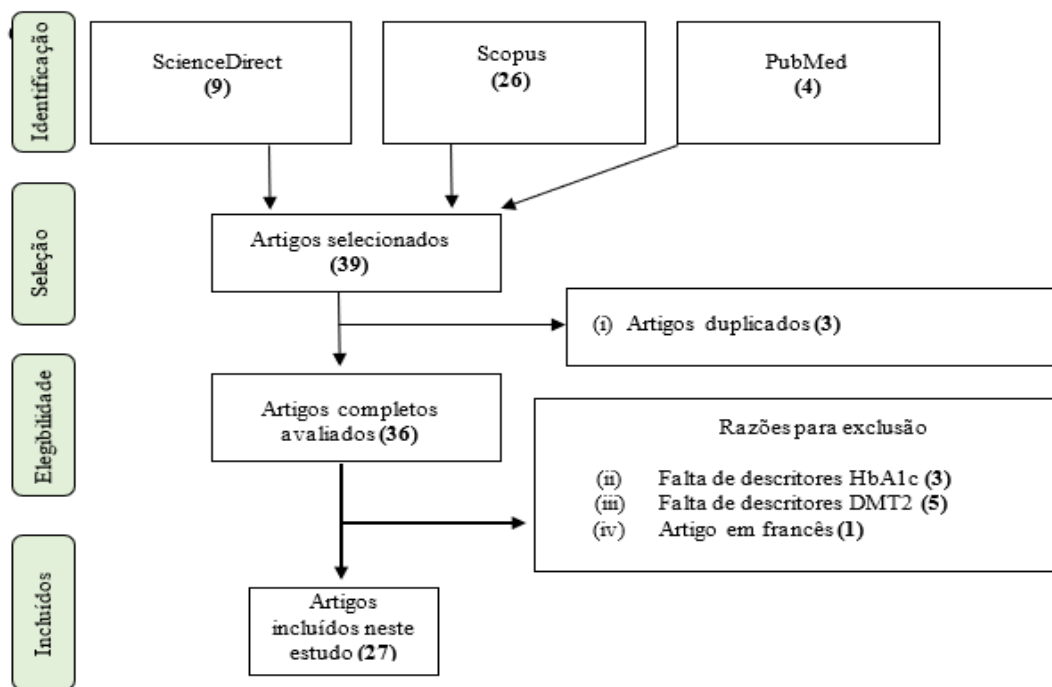 Identificação
ScienceDirect
(9)
Scopus
(26)
PubMed
(4)
Seleção
Artigos selecionados
(39)
(i) Artigos duplicados (3)
Elegibilidade
Artigos completos
avaliados (36)
Razões para exclusão
(ii) Falta de descritores HbA1c (3)
(iii) Falta de descritores DMT2 (5)
(iv) Artigo em francês (1)
Incluídos
Artigos
incluídos neste
estudo (27)